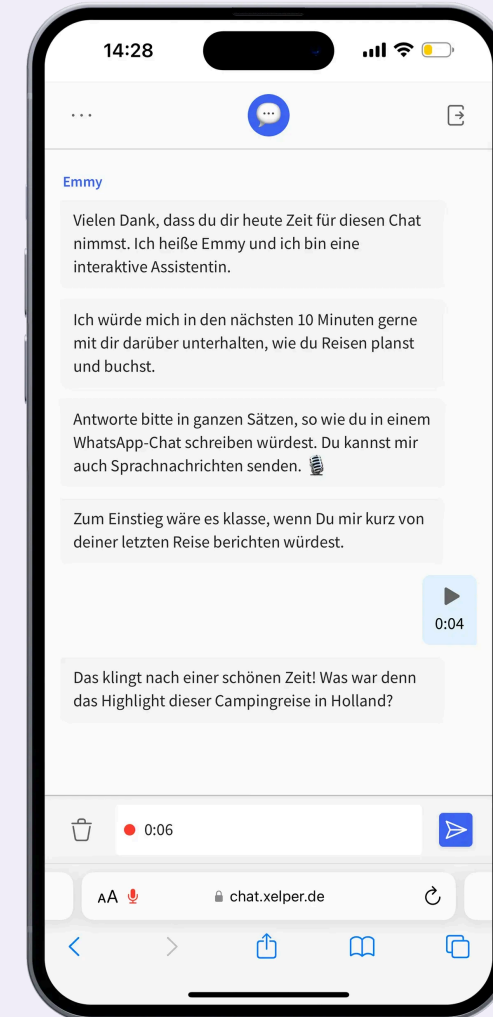 14:28
Emmy
Vielen Dank, dass du dir heute Zeit für diesen Chat
nimmst. Ich heiße Emmy und ich bin eine
interaktive Assistentin.
Ich würde mich in den nächsten 10 Minuten gerne
mit dir darüber unterhalten, wie du Reisen planst
und buchst.
Antworte bitte in ganzen Sätzen, so wie du in einem
WhatsApp-Chat schreiben würdest. Du kannst mir
auch Sprachnachrichten senden.
Zum Einstieg wäre es klasse, wenn Du mir kurz von
deiner letzten Reise berichten würdest.
0:04
Das klingt nach einer schönen Zeit! Was war denn
das Highlight dieser Campingreise in Holland?
0:06
AA chat.xelper.de